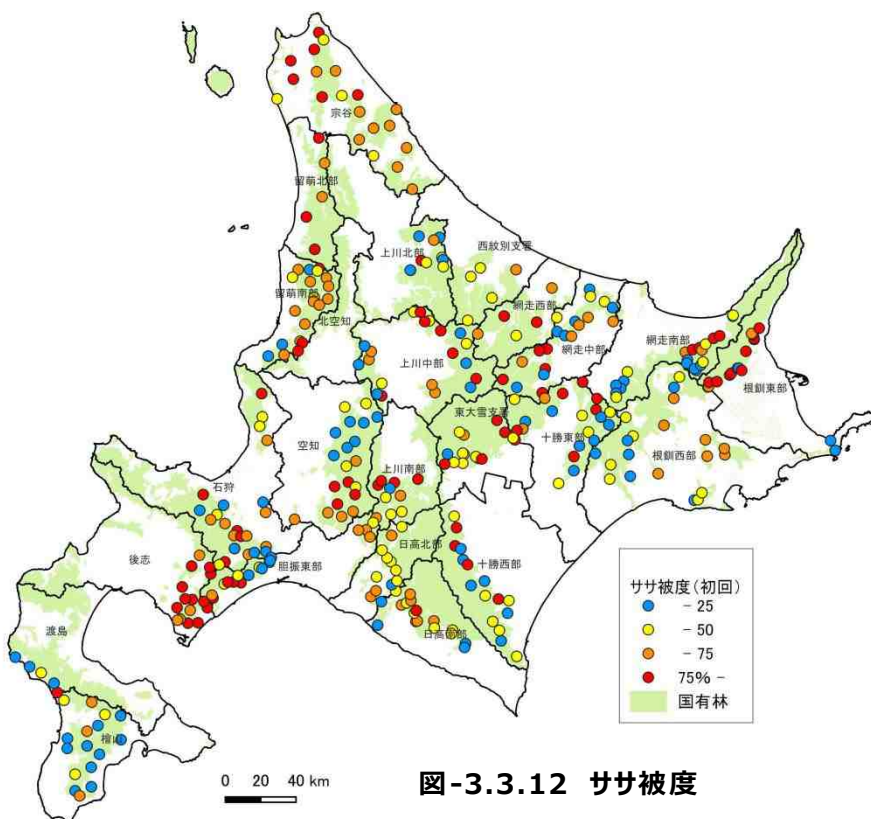 宗谷
留萌北部
上川北部
西紋別支署
留萌南部
網走西部
北空知
網走中部
網走南部
上川中部
根釧東部
東大雪支署
十勝東部
空知
根釧西部
上川南部
石狩
後志
日高北部
十勝西部
胆振東部
渡島
日高南部
檜山
ササ被度(初回)
- 25
- 50
- 75
75% -
国有林
0 20 40 km
図-3.3.12 ササ被度